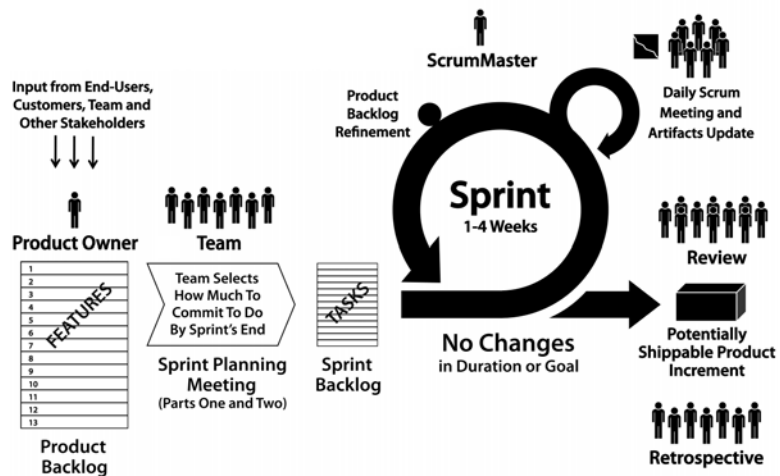 Input from End-Users,
Customers, Team and
Other Stakeholders
Product Owner
1
2
3
4
5
6
7
8
9
10
11
12
13
FEATURES
Product
Backlog
Team
Team Selects
How Much To
Commit To Do
By Sprint's End
Sprint Planning
Meeting
(Parts One and Two)
TASKS
Sprint
Backlog
ScrumMaster
Product
Backlog
Refinement
Sprint
1-4 Weeks
No Changes
in Duration or Goal
Daily Scrum
Meeting and
Artifacts Update
Review
Potentially
Shippable Product
Increment
Retrospective